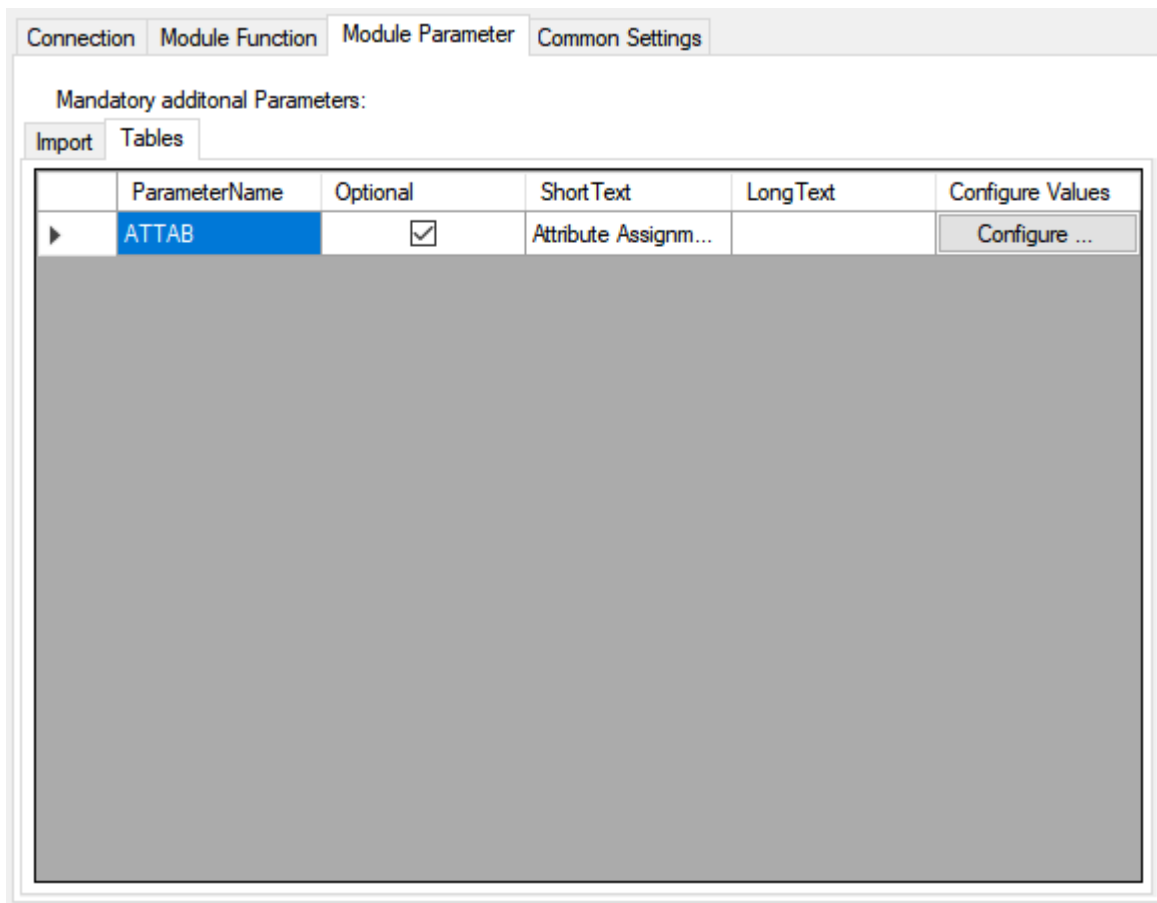 Connection Module Function Module Parameter Common Settings
Mandatory additonal Parameters:
Import Tables
ParameterName Optional ShortText LongText Configure Values
ATTAB Attribute Assignm... Configure ...